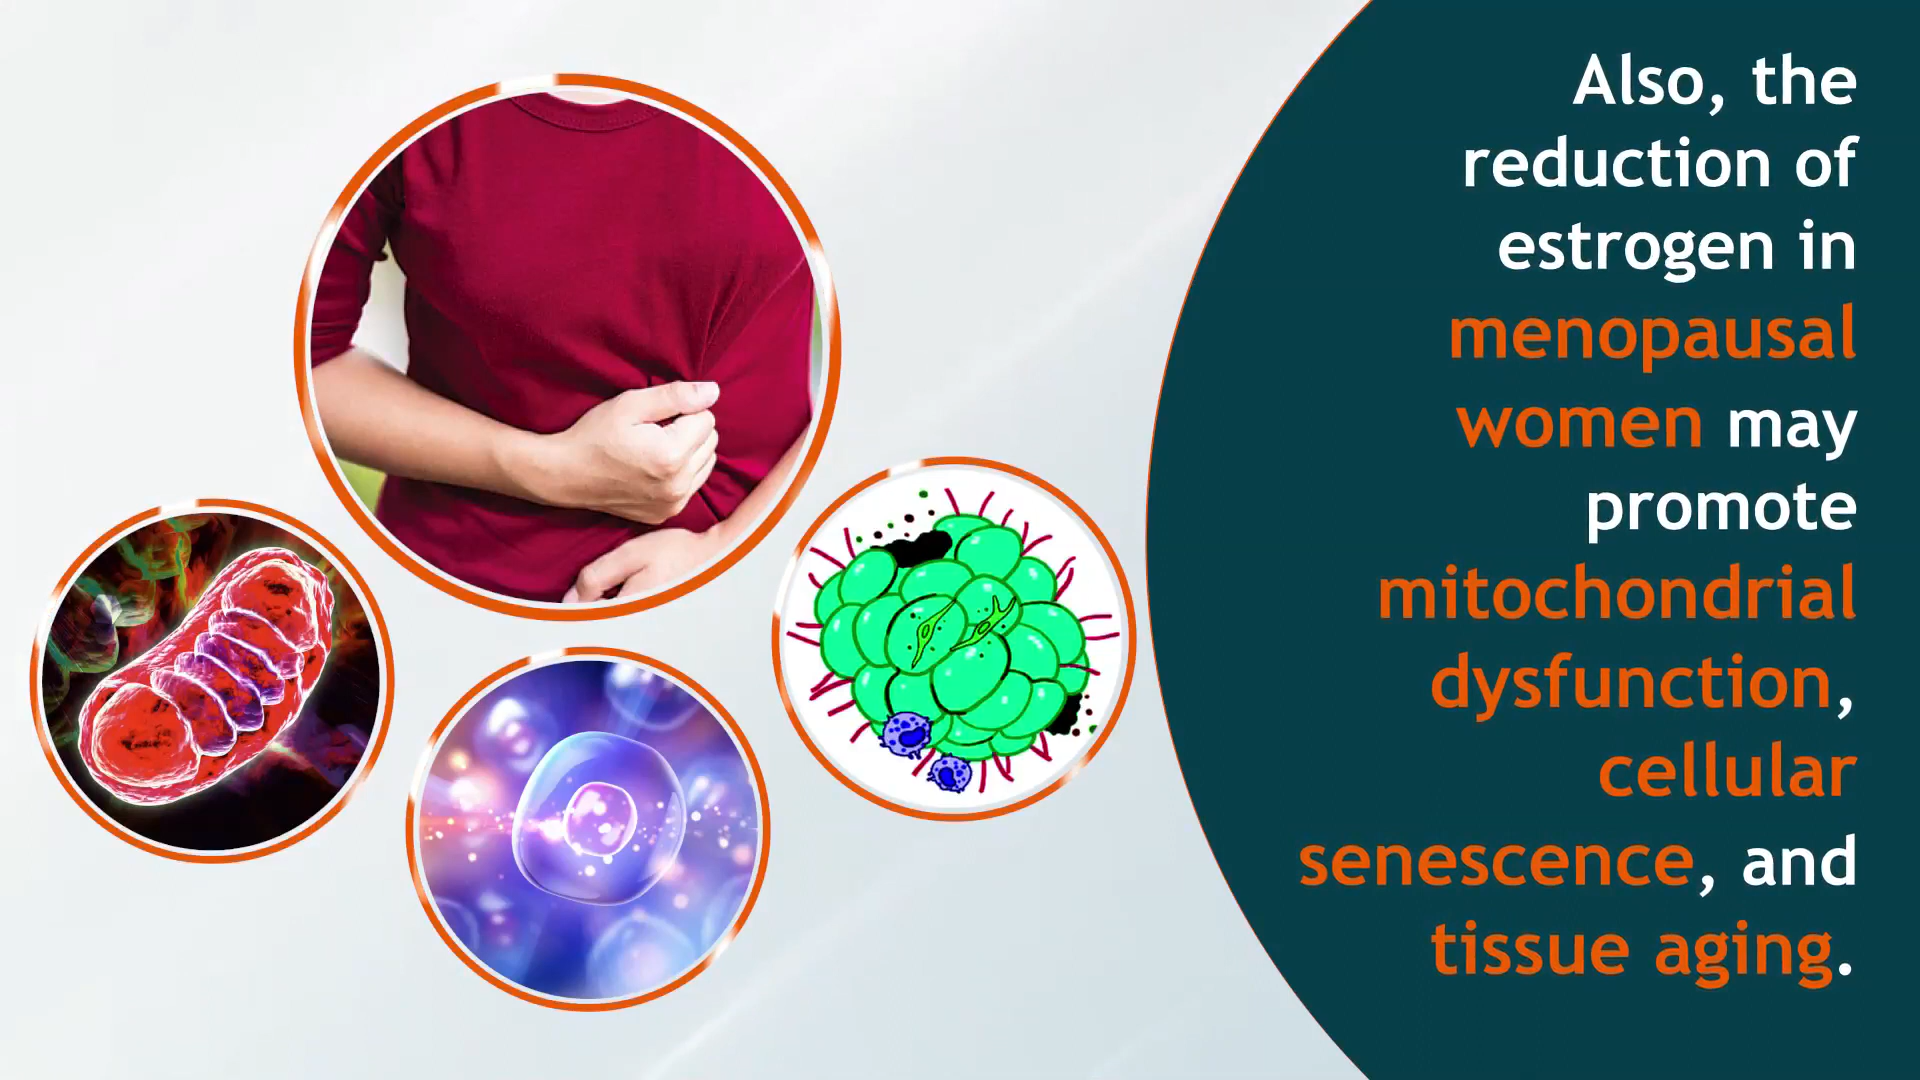 Also, the
reduction of
estrogen in
menopausal
women may
promote
mitochondrial
dysfunction,
cellular
senescence, and
tissue aging.